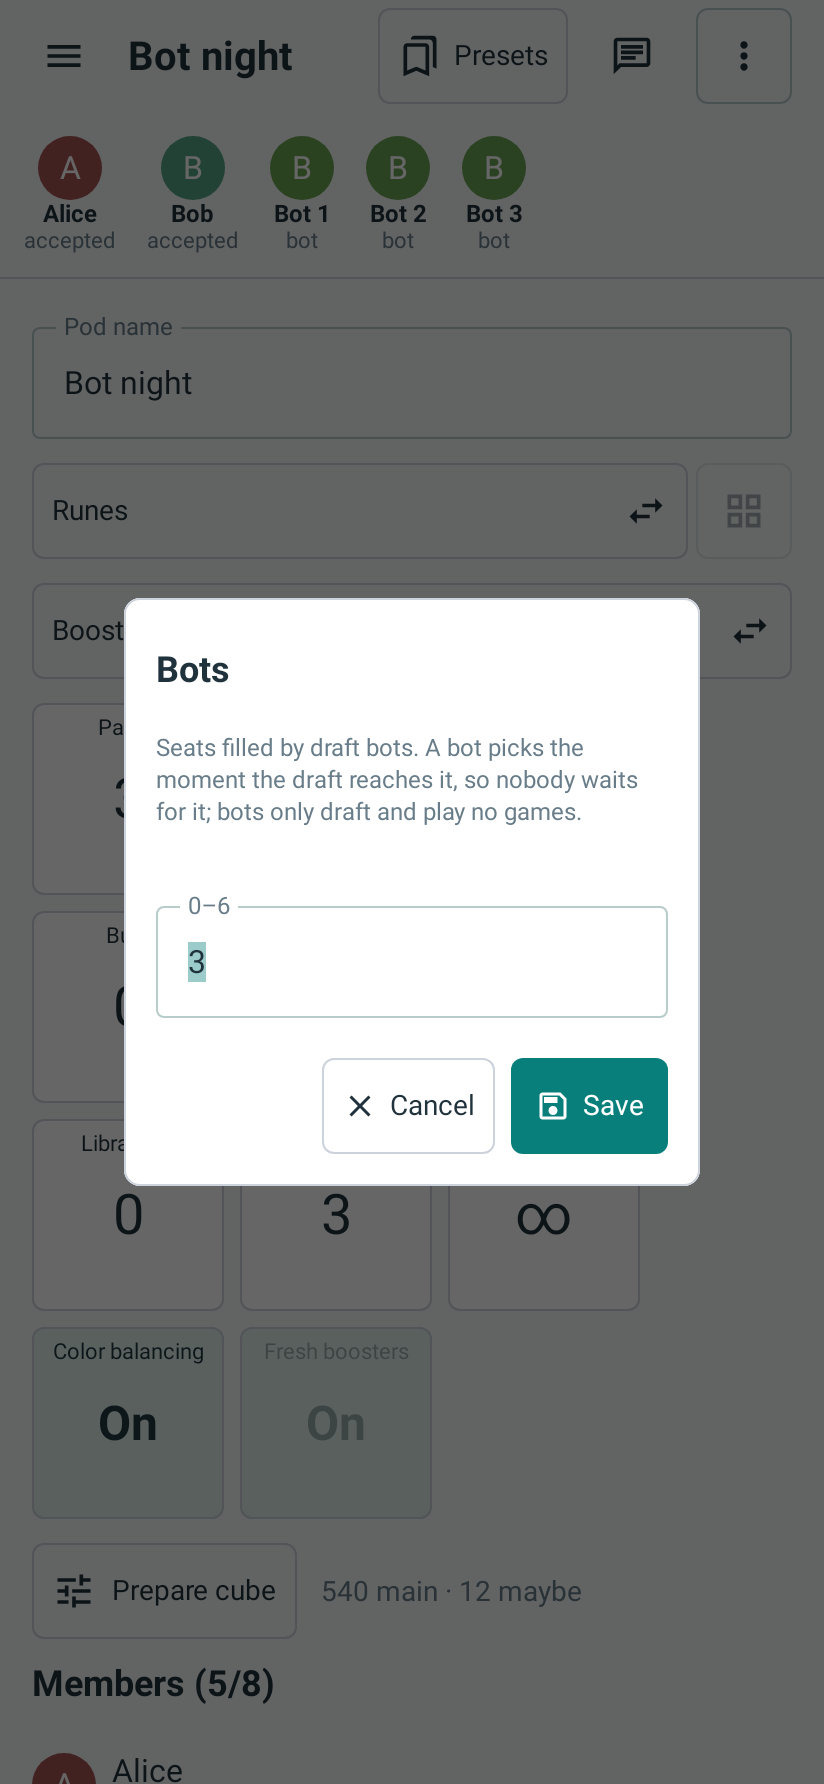 Bot night
Presets
A
B
B
B
B
Alice
Bob
Bot 1
Bot 2
Bot 3
accepted
accepted
bot
bot
bot
Pod name
Bot night
Runes
Boost
Bots
Seats filled by draft bots. A bot picks the
moment the draft reaches it, so nobody waits
for it; bots only draft and play no games.
0–6
3
Cancel
Save
0
3
∞
Color balancing
Fresh boosters
On
On
Prepare cube
540 main · 12 maybe
Members (5/8)
Alice